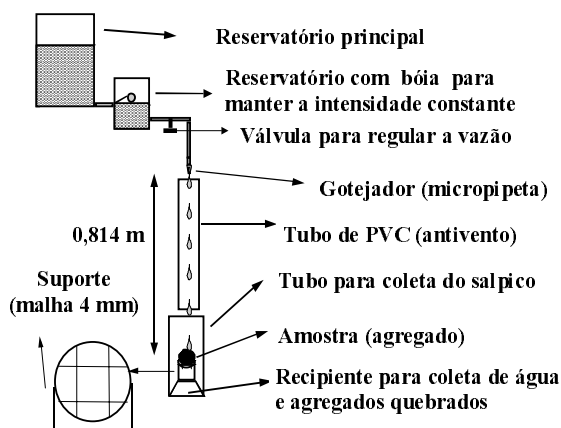 Reservatório principal
Reservatório com bóia para
manter a intensidade constante
Válvula para regular a vazão
Gotejador (micropipeta)
0,814 m
Tubo de PVC (antivento)
Suporte
(malha 4 mm)
Tubo para coleta do salpico
Amostra (agregado)
Recipiente para coleta de água
e agregados quebrados